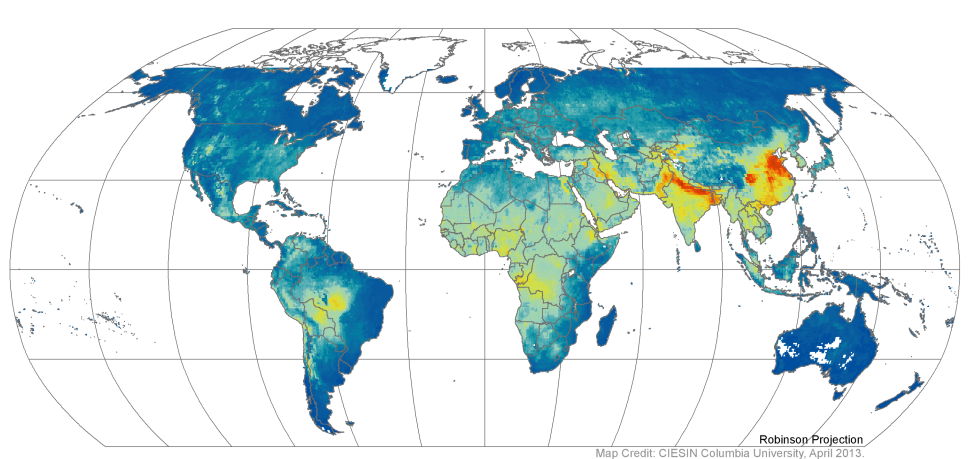 Robinson Projection
Map Credit: CIESIN Columbia University, April 2013.